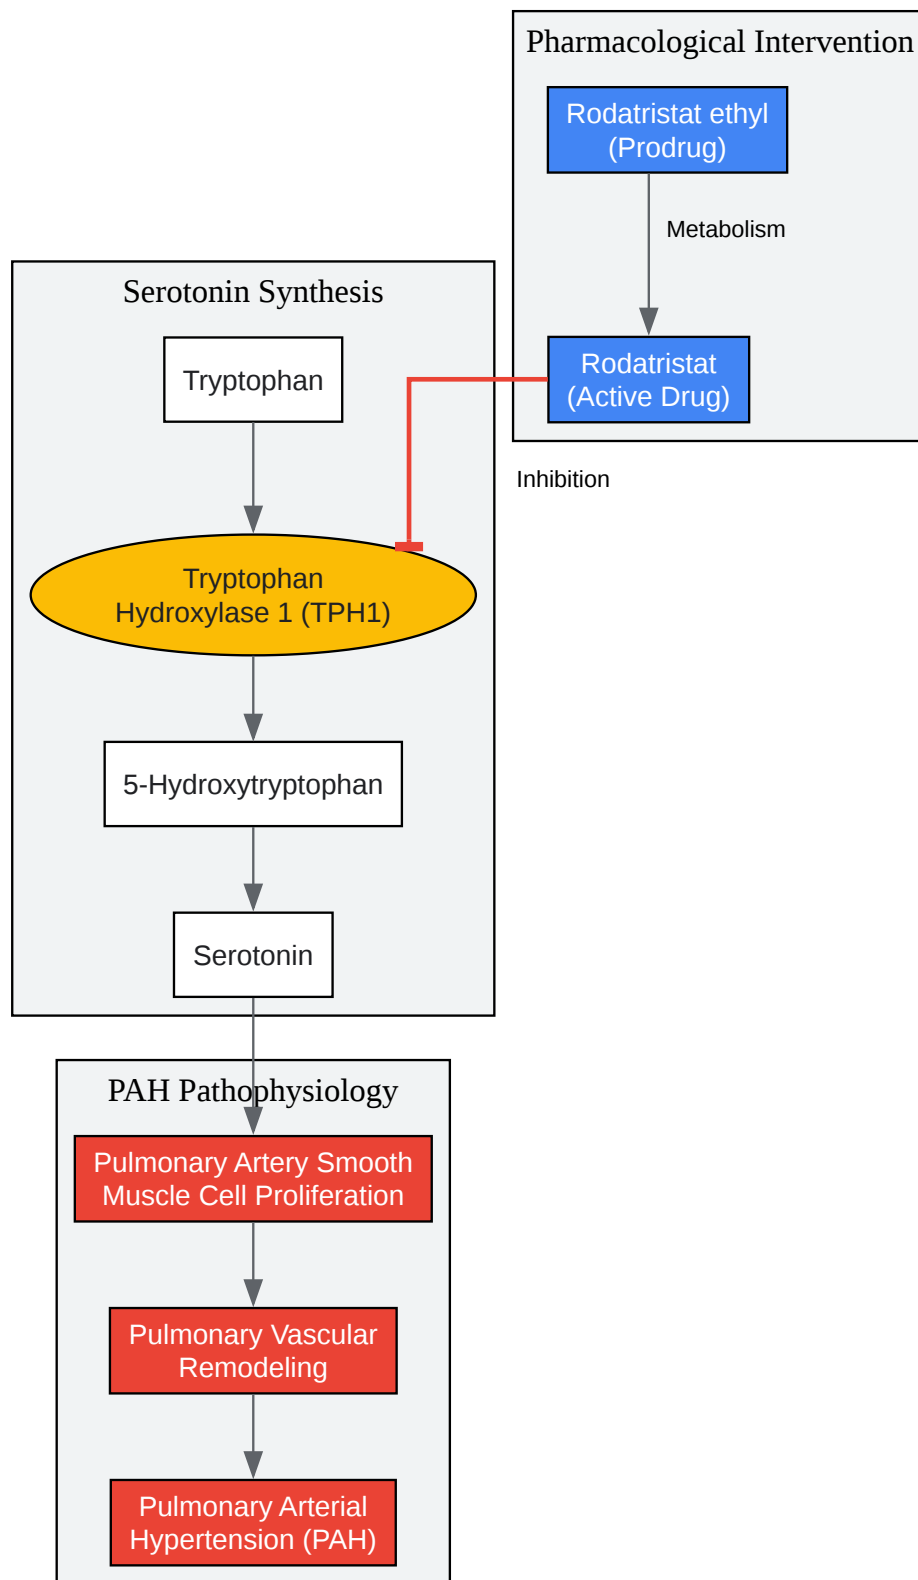 Pharmacological Intervention
Rodatristat ethyl
(Prodrug)
Metabolism
Rodatristat
(Active Drug)
Inhibition
Serotonin Synthesis
Tryptophan
Tryptophan
Hydroxylase 1 (TPH1)
5-Hydroxytryptophan
Serotonin
PAH Pathophysiology
Pulmonary Artery Smooth
Muscle Cell Proliferation
Pulmonary Vascular
Remodeling
Pulmonary Arterial
Hypertension (PAH)